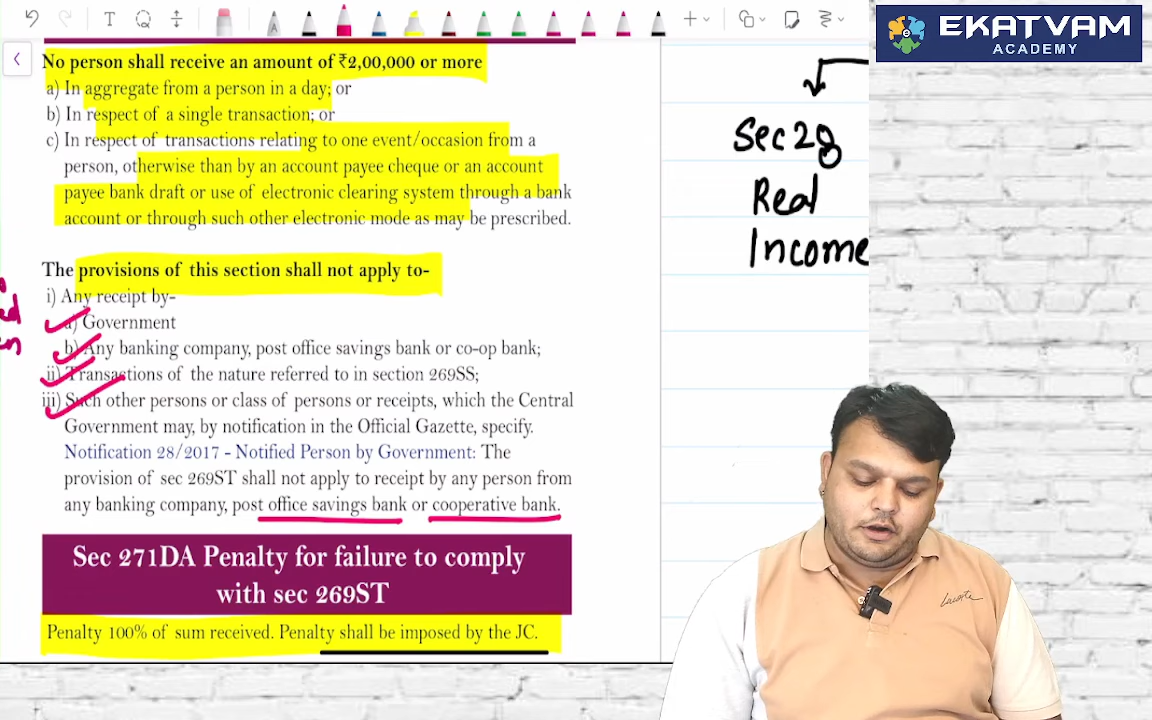 No person shall receive an amount of ₹2,00,000 or more
a) In aggregate from a person in a day; or
b) In respect of a single transaction; or
c) In respect of transactions relating to one event/occasion from a
person, otherwise than by an account payee cheque or an account
payee bank draft or use of electronic clearing system through a bank
account or through such other electronic mode as may be prescribed.
The provisions of this section shall not apply to-
i) Any receipt by-
a) Government
b) Any banking company, post office savings bank or co-op bank;
ii) Transactions of the nature referred to in section 269SS;
iii) Such other persons or class of persons or receipts, which the Central
Government may, by notification in the Official Gazette, specify.
Notification 28/2017 - Notified Person by Government: The
provision of sec 269ST shall not apply to receipt by any person from
any banking company, post office savings bank or cooperative bank.
Sec 271DA Penalty for failure to comply
with sec 269ST
Penalty 100% of sum received. Penalty shall be imposed by the JC.
Sec 28
Real
Income
EKATVAM
ACADEMY
Lacoste